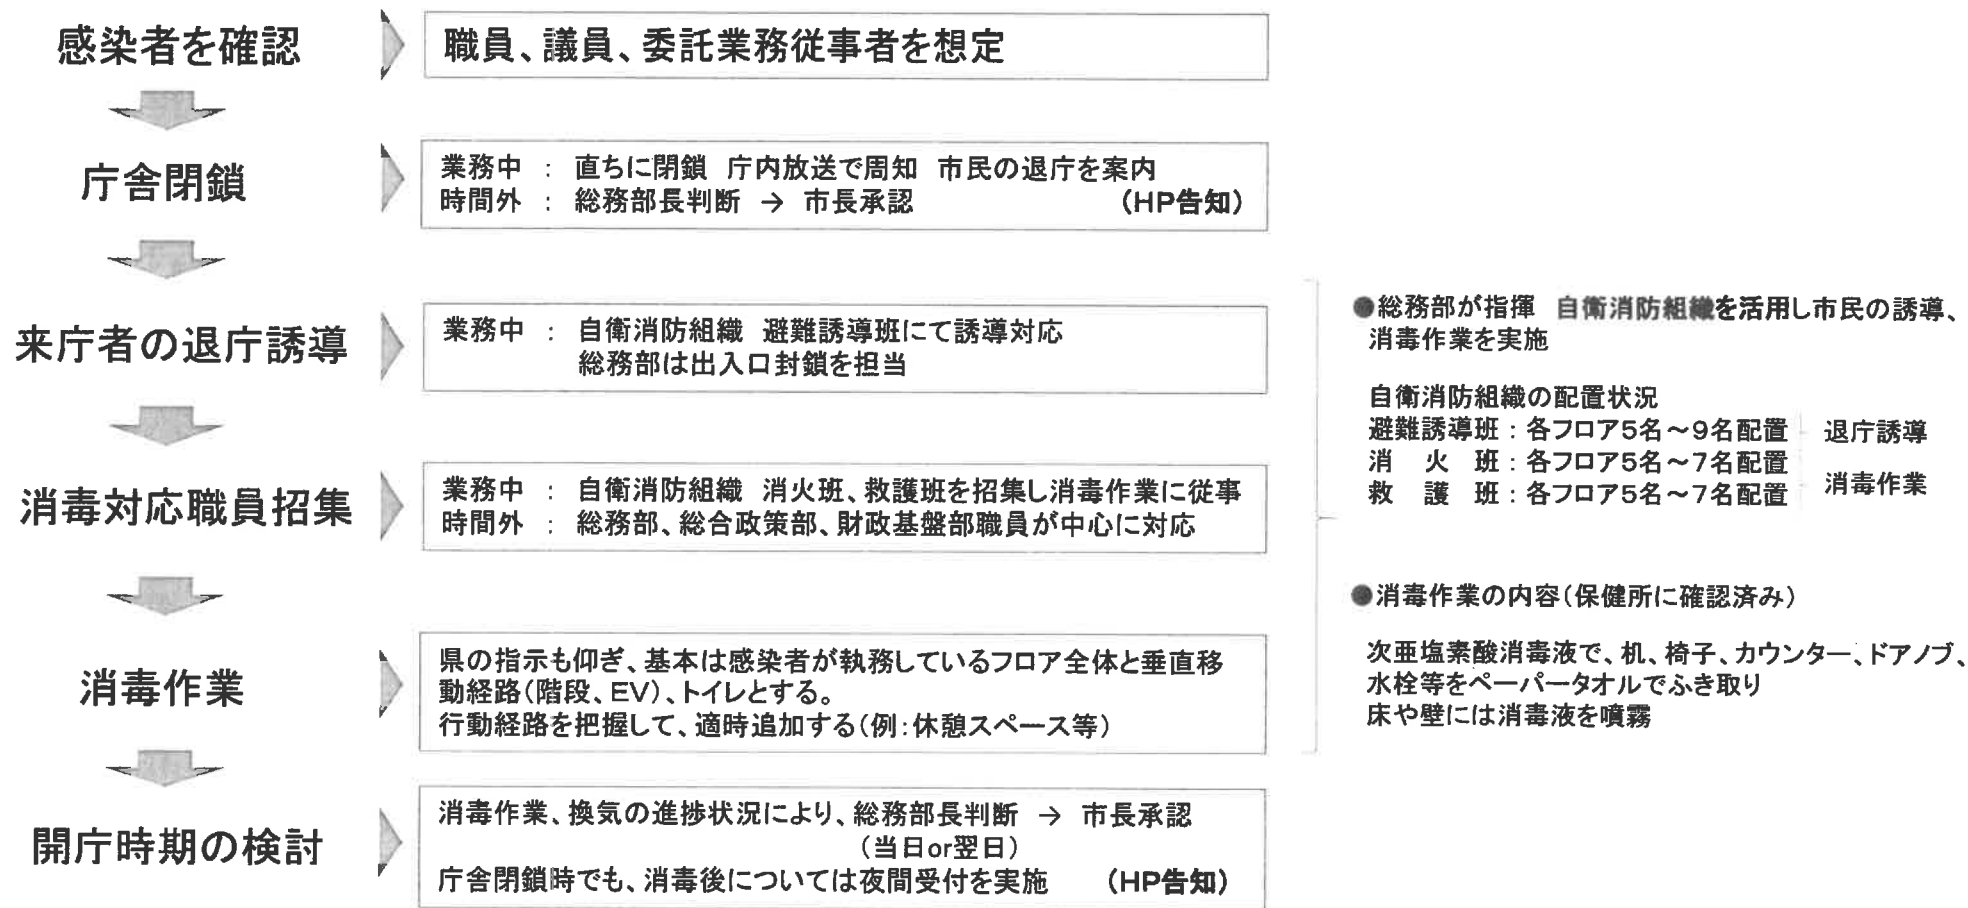 感染者を確認
職員、議員、委託業務従事者を想定
庁舎閉鎖
業務中 : 直ちに閉鎖 庁内放送で周知 市民の退庁を案内
時間外 : 総務部長判断 → 市長承認 (HP告知)
来庁者の退庁誘導
業務中 : 自衛消防組織 避難誘導班にて誘導対応
総務部は出入口封鎖を担当
消毒対応職員招集
業務中 : 自衛消防組織 消火班、救護班を招集し消毒作業に従事
時間外 : 総務部、総合政策部、財政基盤部職員が中心に対応
消毒作業
県の指示も仰ぎ、基本は感染者が執務しているフロア全体と垂直移
動経路(階段、EV)、トイレとする。
行動経路を把握して、適時追加する(例:休憩スペース等)
開庁時期の検討
消毒作業、換気の進捗状況により、総務部長判断 → 市長承認
(当日or翌日)
庁舎閉鎖時でも、消毒後については夜間受付を実施 (HP告知)
●総務部が指揮 自衛消防組織を活用し市民の誘導、
消毒作業を実施
自衛消防組織の配置状況
避難誘導班:各フロア5名~9名配置 退庁誘導
消 火 班:各フロア5名~7名配置
救 護 班:各フロア5名~7名配置
消毒作業
●消毒作業の内容(保健所に確認済み)
次亜塩素酸消毒液で、机、椅子、カウンター、ドアノブ、
水栓等をペーパータオルでふき取り
床や壁には消毒液を噴霧